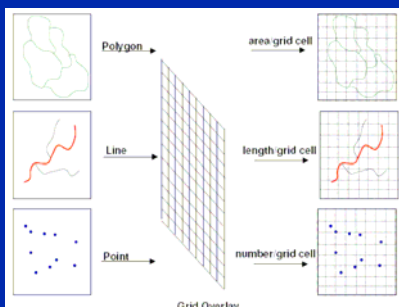 Polygon
area/grid cell
Line
length/grid cell
Point
number/grid cell
Grid Overlay